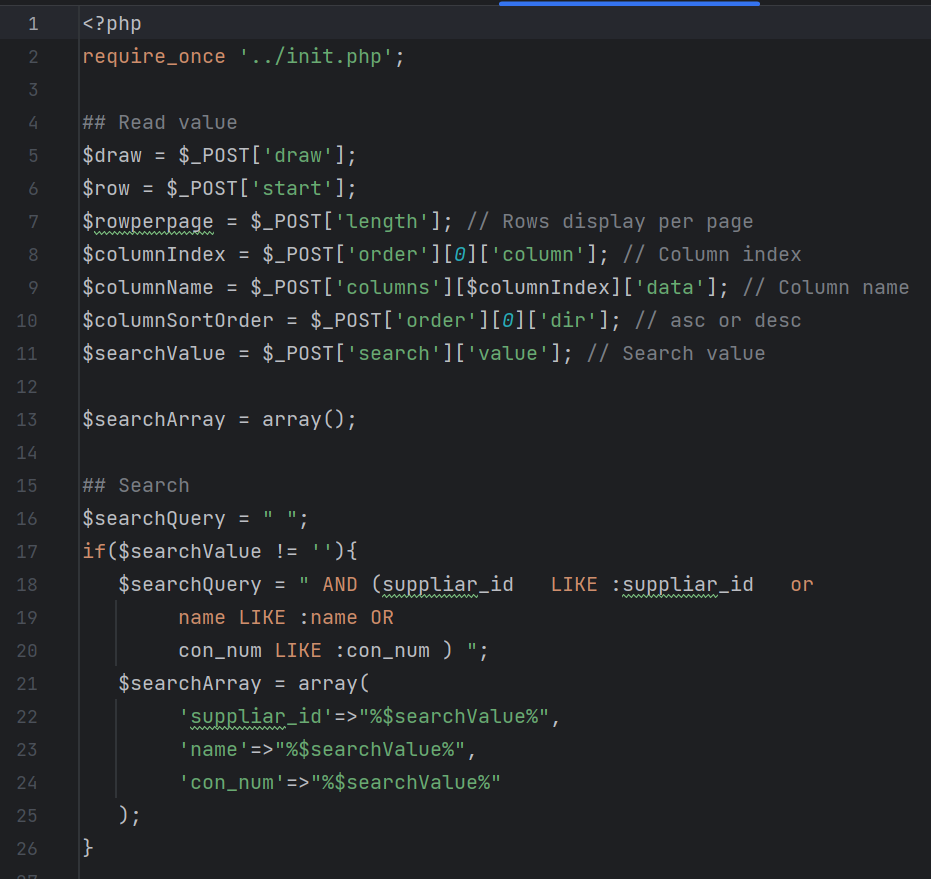 1 <?php
2 require_once '../init.php';
3
4 ## Read value
5 $draw = $_POST['draw'];
6 $row = $_POST['start'];
7 $rowperpage = $_POST['length']; // Rows display per page
8 $columnIndex = $_POST['order'][0]['column']; // Column index
9 $columnName = $_POST['columns'][$columnIndex]['data']; // Column name
10 $columnSortOrder = $_POST['order'][0]['dir']; // asc or desc
11 $searchValue = $_POST['search']['value']; // Search value
12
13 $searchArray = array();
14
15 ## Search
16 $searchQuery = " ";
17 if($searchValue != ''){
18    $searchQuery = " AND (suppliar_id   LIKE :suppliar_id   or
19         name LIKE :name OR
20         con_num LIKE :con_num ) ";
21    $searchArray = array(
22         'suppliar_id'=>"%$searchValue%",
23         'name'=>"%$searchValue%",
24         'con_num'=>"%$searchValue%"
25    );
26 }